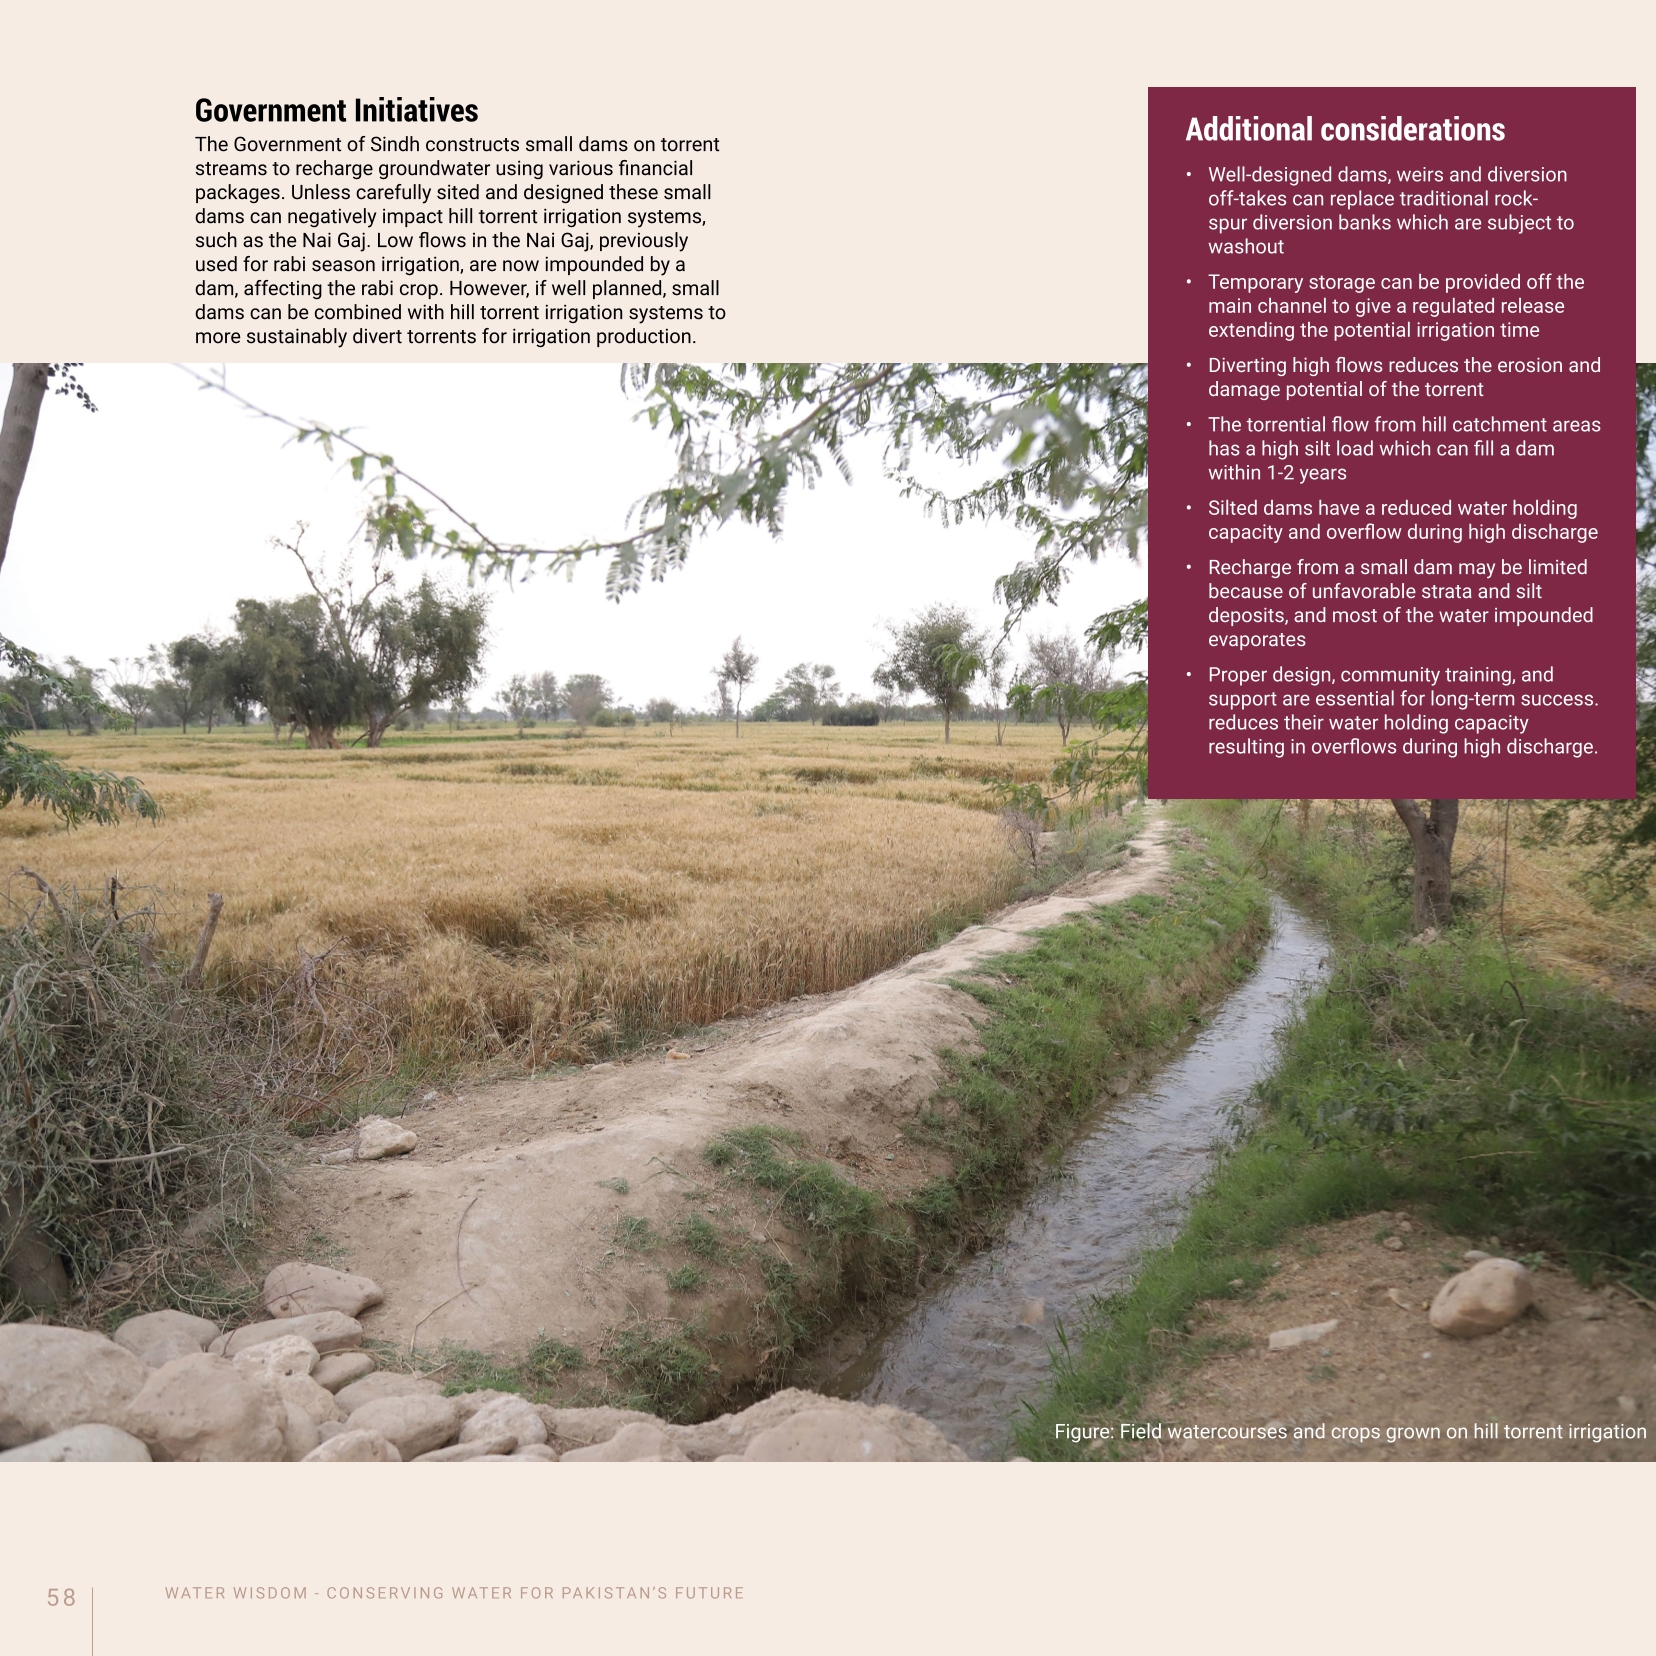 Government Initiatives
The Government of Sindh constructs small dams on torrent
streams to recharge groundwater using various financial
packages. Unless carefully sited and designed these small
dams can negatively impact hill torrent irrigation systems,
such as the Nai Gaj. Low flows in the Nai Gaj, previously
used for rabi season irrigation, are now impounded by a
dam, affecting the rabi crop. However, if well planned, small
dams can be combined with hill torrent irrigation systems to
more sustainably divert torrents for irrigation production.
Additional considerations
• Well-designed dams, weirs and diversion
off-takes can replace traditional rock-
spur diversion banks which are subject to
washout
• Temporary storage can be provided off the
main channel to give a regulated release
extending the potential irrigation time
• Diverting high flows reduces the erosion and
damage potential of the torrent
• The torrential flow from hill catchment areas
has a high silt load which can fill a dam
within 1-2 years
• Silted dams have a reduced water holding
capacity and overflow during high discharge
• Recharge from a small dam may be limited
because of unfavorable strata and silt
deposits, and most of the water impounded
evaporates
• Proper design, community training, and
support are essential for long-term success.
reduces their water holding capacity
resulting in overflows during high discharge.
Figure: Field watercourses and crops grown on hill torrent irrigation
58
WATER WISDOM - CONSERVING WATER FOR PAKISTAN'S FUTURE